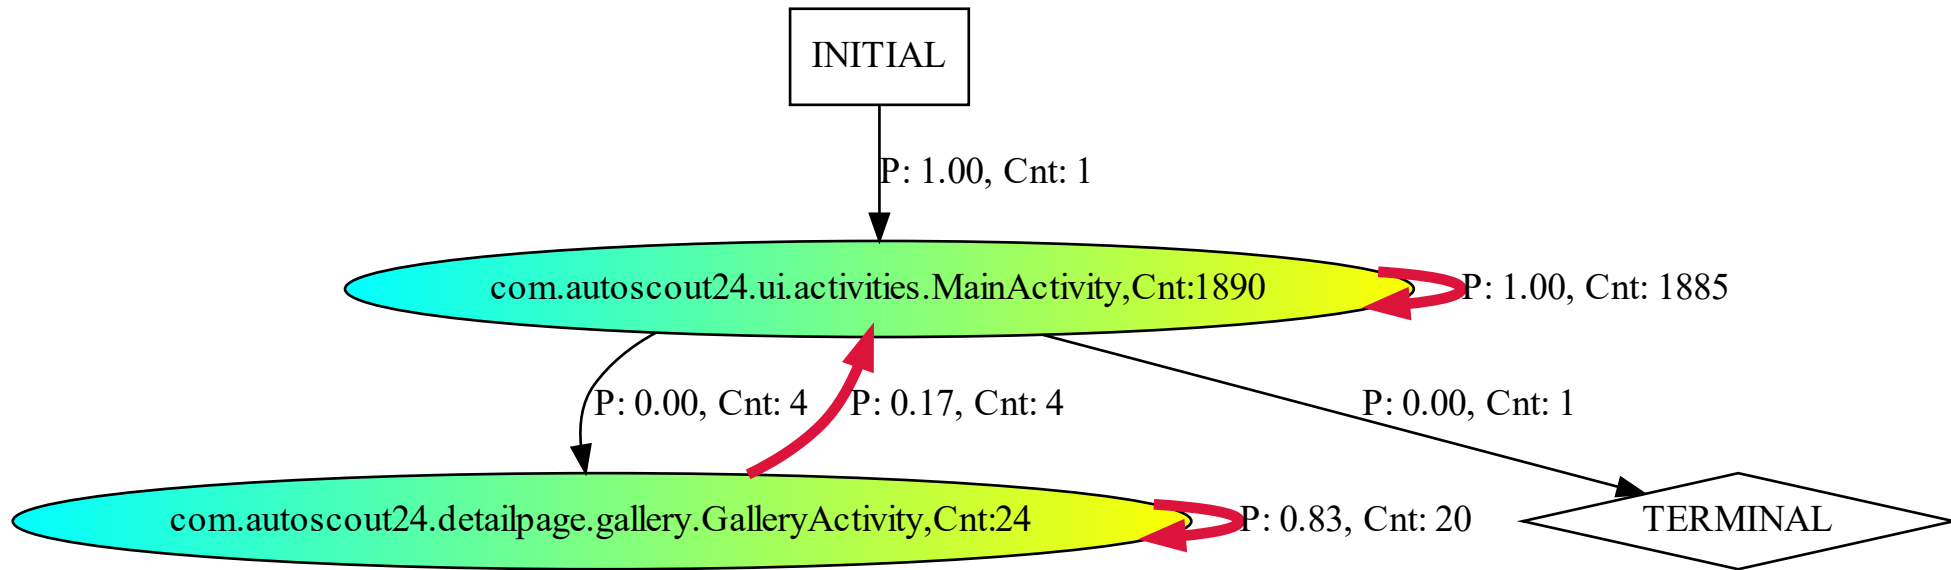 INITIAL
P: 1.00, Cnt: 1
com.autoscout24.ui.activities.MainActivity,Cnt:1890
P: 1.00, Cnt: 1885
P: 0.00, Cnt: 4
P: 0.17, Cnt: 4
P: 0.00, Cnt: 1
com.autoscout24.detailpage.gallery.GalleryActivity,Cnt:24
P: 0.83, Cnt: 20
TERMINAL